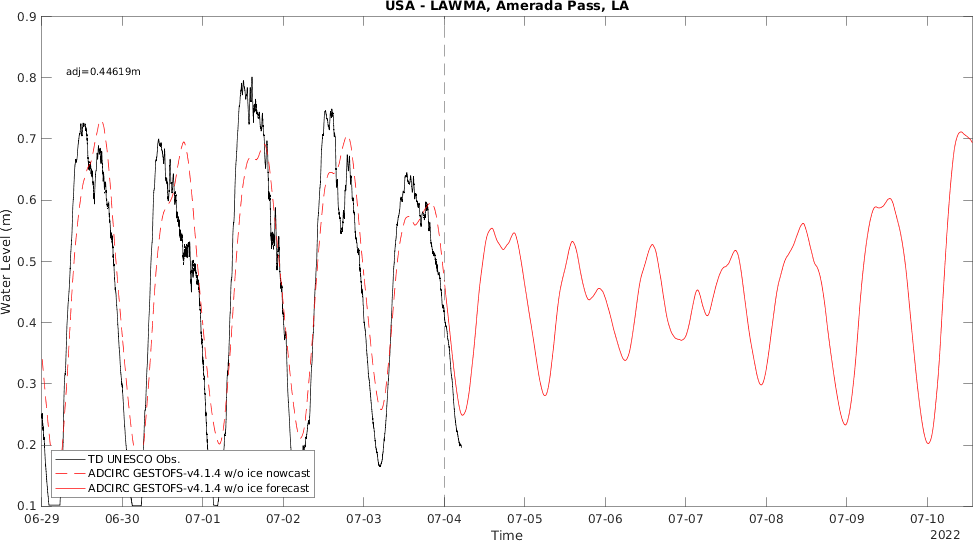 USA - LAWMA, Amerada Pass, LA
0.9
0.8
0.7
0.6
0.5
0.4
0.3
0.2
0.1
Water Level (m)
adj=0.44619m
TD UNESCO Obs.
ADCIRC GESTOFS-v4.1.4 w/o ice nowcast
ADCIRC GESTOFS-v4.1.4 w/o ice forecast
06-29 06-30 07-01 07-02 07-03 07-04 07-05 07-06 07-07 07-08 07-09 07-10
2022
Time